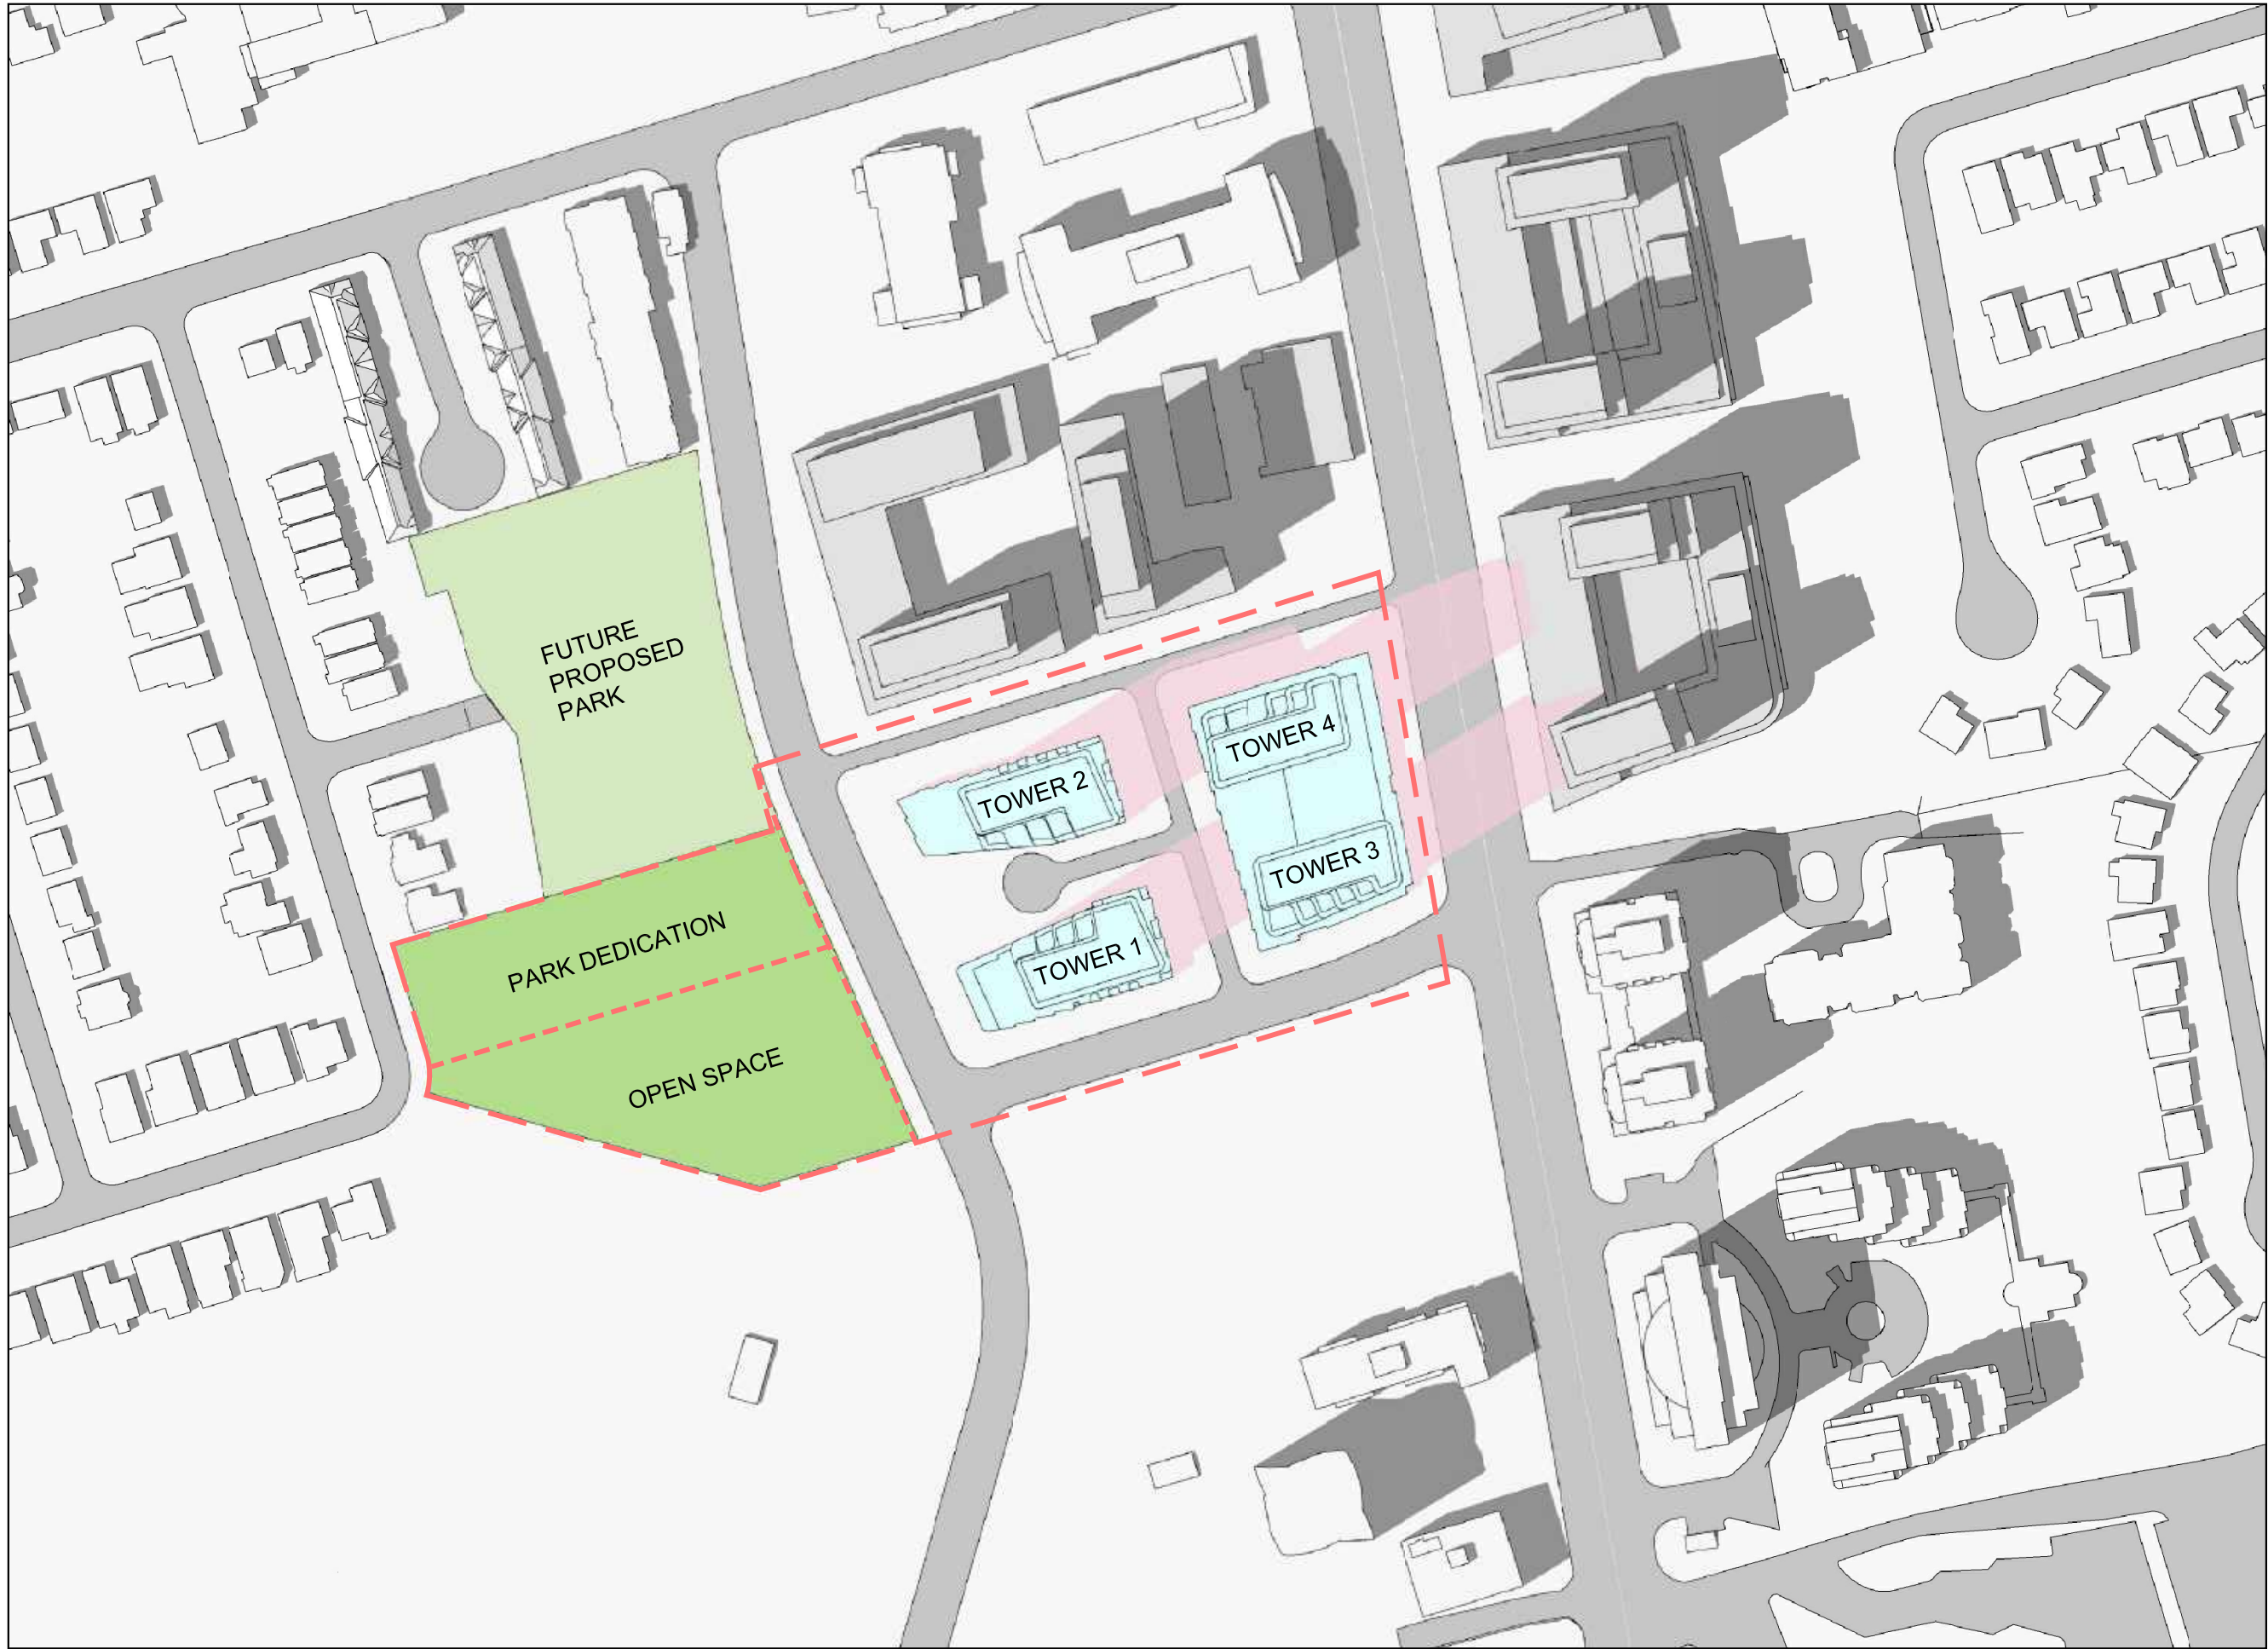 FUTURE
PROPOSED
PARK
TOWER 4
TOWER 2
TOWER 3
PARK DEDICATION
TOWER 1
OPEN SPACE